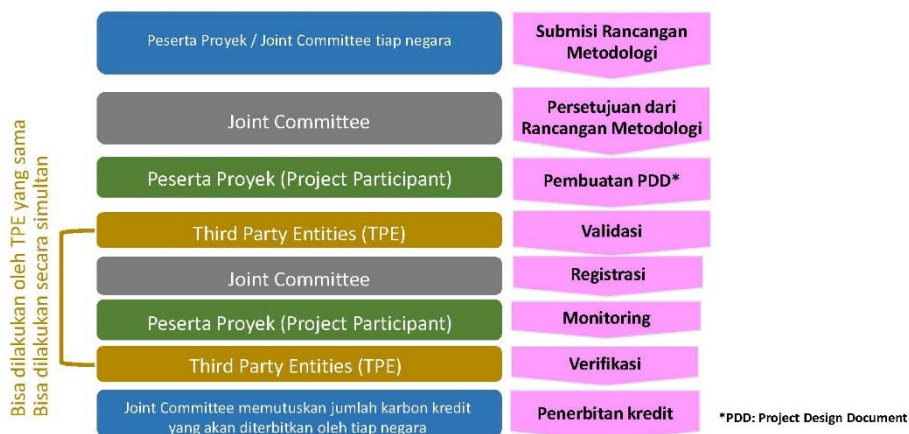 Peserta Proyek / Joint Committee tiap negara
Submisi Rancangan
Metodologi
Joint Committee
Persetujuan dari
Rancangan Metodologi
Peserta Proyek (Project Participant)
Pembuatan PDD*
Third Party Entities (TPE)
Validasi
Joint Committee
Registrasi
Peserta Proyek (Project Participant)
Monitoring
Third Party Entities (TPE)
Verifikasi
Joint Committee memutuskan jumlah karbon kredit
yang akan diterbitkan oleh tiap negara
Penerbitan kredit
*PDD: Project Design Document
Bisa dilakukan oleh TPE yang sama
Bisa dilakukan secara simultan